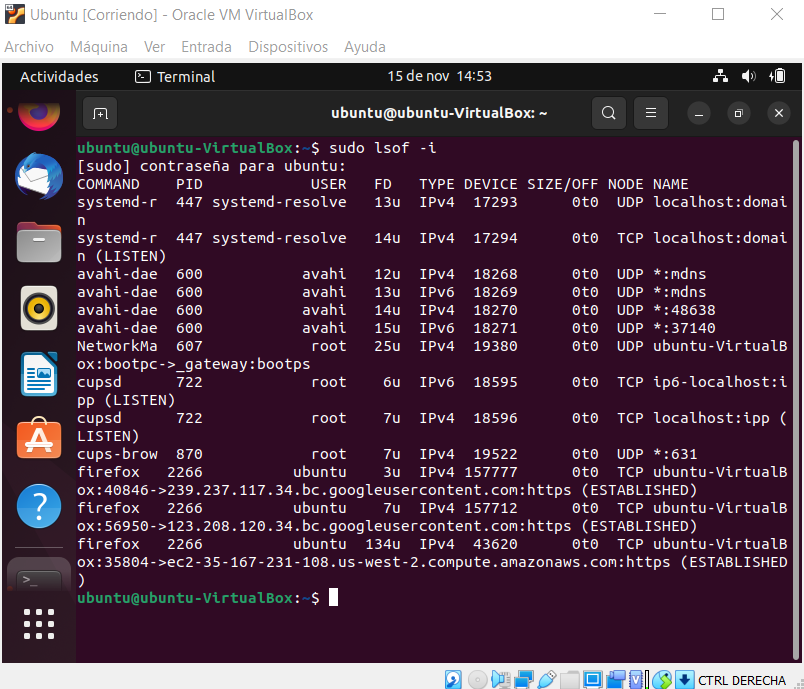 Ubuntu [Corriendo] - Oracle VM VirtualBox
Archivo Máquina Ver Entrada Dispositivos Ayuda
Actividades Terminal 15 de nov 14:53
ubuntu@ubuntu-VirtualBox: ~
ubuntu@ubuntu-VirtualBox:~$ sudo lsof -i
[sudo] contraseña para ubuntu:
COMMAND    PID            USER   FD   TYPE DEVICE SIZE/OFF NODE NAME
systemd-r  447 systemd-resolve   13u  IPv4  17293      0t0  UDP localhost:domai
n
systemd-r  447 systemd-resolve   14u  IPv4  17294      0t0  TCP localhost:domai
n (LISTEN)
avahi-dae  600           avahi   12u  IPv4  18268      0t0  UDP *:mdns
avahi-dae  600           avahi   13u  IPv6  18269      0t0  UDP *:mdns
avahi-dae  600           avahi   14u  IPv4  18270      0t0  UDP *:48638
avahi-dae  600           avahi   15u  IPv6  18271      0t0  UDP *:37140
NetworkMa  607            root   25u  IPv4  19380      0t0  UDP ubuntu-VirtualB
ox:bootpc->_gateway:bootps
cupsd      722            root    6u  IPv6  18595      0t0  TCP ip6-localhost:i
pp (LISTEN)
cupsd      722            root    7u  IPv4  18596      0t0  TCP localhost:ipp (
LISTEN)
cups-brow  870            root    7u  IPv4  19522      0t0  UDP *:631
firefox   2266          ubuntu    3u  IPv4 157777      0t0  TCP ubuntu-VirtualB
ox:40846->239.237.117.34.bc.googleusercontent.com:https (ESTABLISHED)
firefox   2266          ubuntu    7u  IPv4 157712      0t0  TCP ubuntu-VirtualB
ox:56950->123.208.120.34.bc.googleusercontent.com:https (ESTABLISHED)
firefox   2266          ubuntu  134u  IPv4  43620      0t0  TCP ubuntu-VirtualB
ox:35804->ec2-35-167-231-108.us-west-2.compute.amazonaws.com:https (ESTABLISHED
)
ubuntu@ubuntu-VirtualBox:~$
CTRL DERECHA